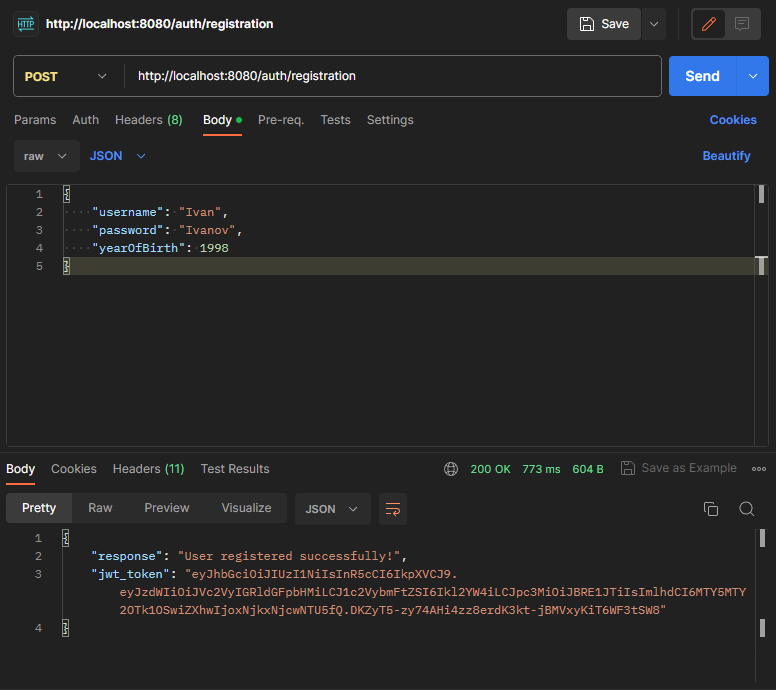 HTTP http://localhost:8080/auth/registration Save
POST http://localhost:8080/auth/registration Send
Params Auth Headers (8) Body Pre-req. Tests Settings Cookies
raw JSON Beautify
1 {
2 "username": "Ivan",
3 "password": "Ivanov",
4 "yearOfBirth": 1998
5 }
Body Cookies Headers (11) Test Results 200 OK 773 ms 604 B Save as Example
Pretty Raw Preview Visualize JSON
1 {
2 "response": "User registered successfully!",
3 "jwt_token": "eyJhbGciOiJIUzI1NiIsInR5cCI6IkpXVCJ9.
eyJzdWIiOiJVc2VyIGRldGFpbHMiLCJ1c2VybmFtZSI6Ikl2YW4iLCJpc3MiOiJBRE1JTiIsImlhdCI6MTY5MTY
2OTk1OSwiZXhwIjoxNjkxNjcwNTU5fQ.DKZyT5-zy74AHi4zz8erdK3kt-jBMVxyKiT6WF3tSW8"
4 }